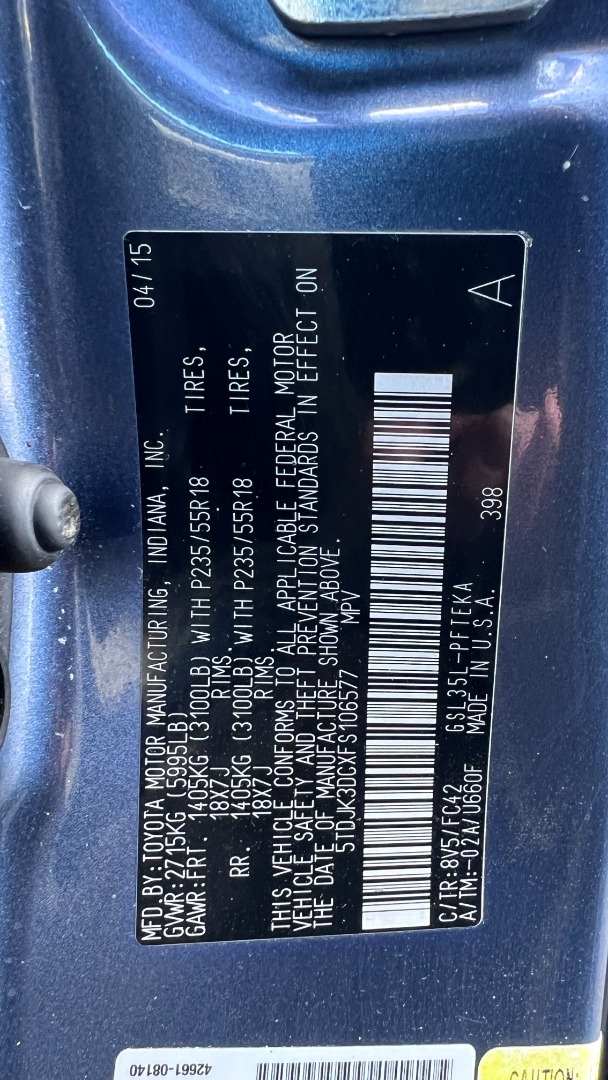 MFD.BY:TOYOTA MOTOR MANUFACTURING, INDIANA, INC. 04/15
GVWR:2715KG (5995LB)
GAWR:FRT. 1405KG (3100LB) WITH P235/55R18 TIRES,
18X7J RIMS.
RR. 1405KG (3100LB) WITH P235/55R18 TIRES,
18X7J RIMS.
THIS VEHICLE CONFORMS TO ALL APPLICABLE FEDERAL MOTOR
VEHICLE SAFETY AND THEFT PREVENTION STANDARDS IN EFFECT ON
THE DATE OF MANUFACTURE SHOWN ABOVE.
5TDJK3DCXFS106577 MPV
C/TR:8V5/FC42 GSL35L-PFTEKA
A/TM:-02A/U660F MADE IN U.S.A. 398 A
42661-08140
CAUTION: